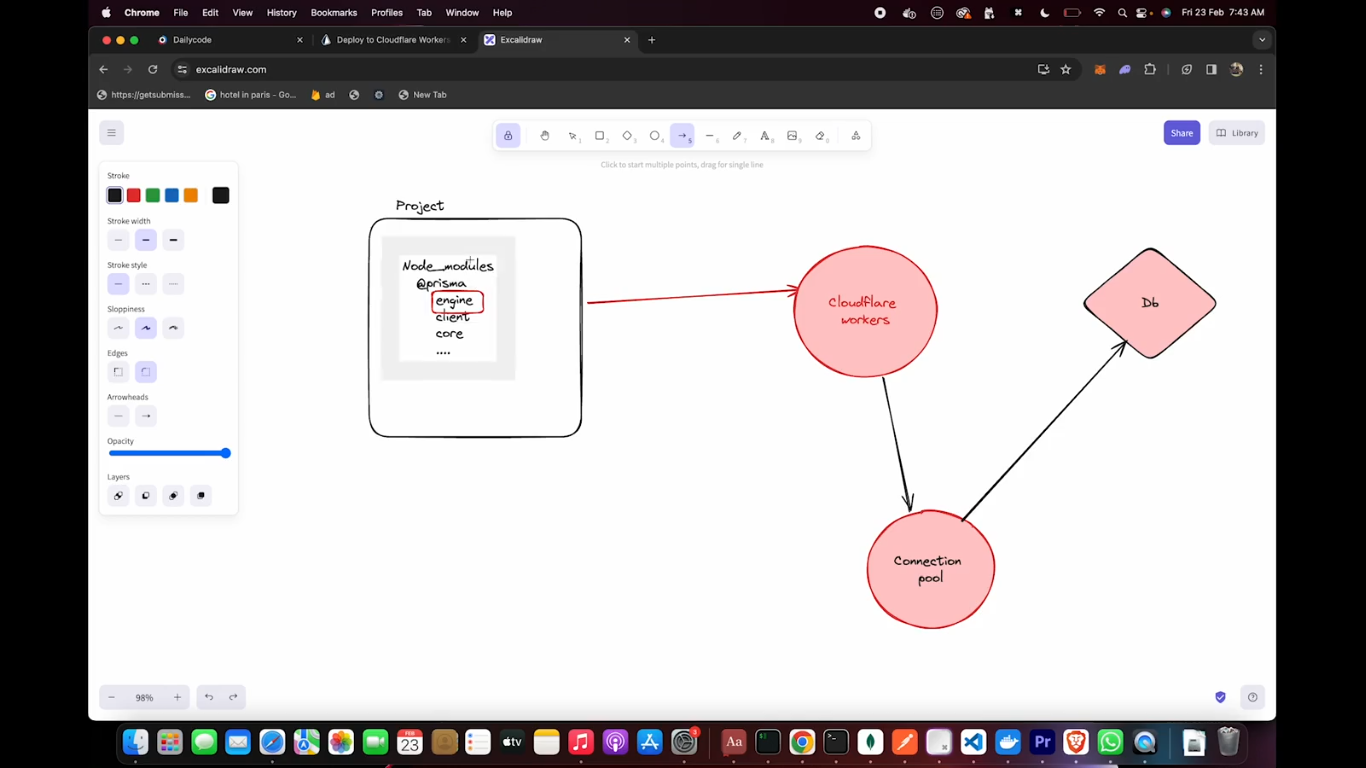 Chrome File Edit View History Bookmarks Profiles Tab Window Help Fri 23 Feb 7:43 AM
Dailycode Deploy to Cloudflare Workers Excalidraw
excalidraw.com
https://getsubmiss... hotel in paris - Go... ad New Tab
Share Library
Click to start multiple points, drag for single line
Stroke
Stroke width
Stroke style
Sloppiness
Edges
Arrowheads
Opacity
Layers
Project
Node_modules
@prisma
engine
client
core
....
Cloudflare
workers
Db
Connection
pool
98%
FEB
23
tv
Aa
Pr